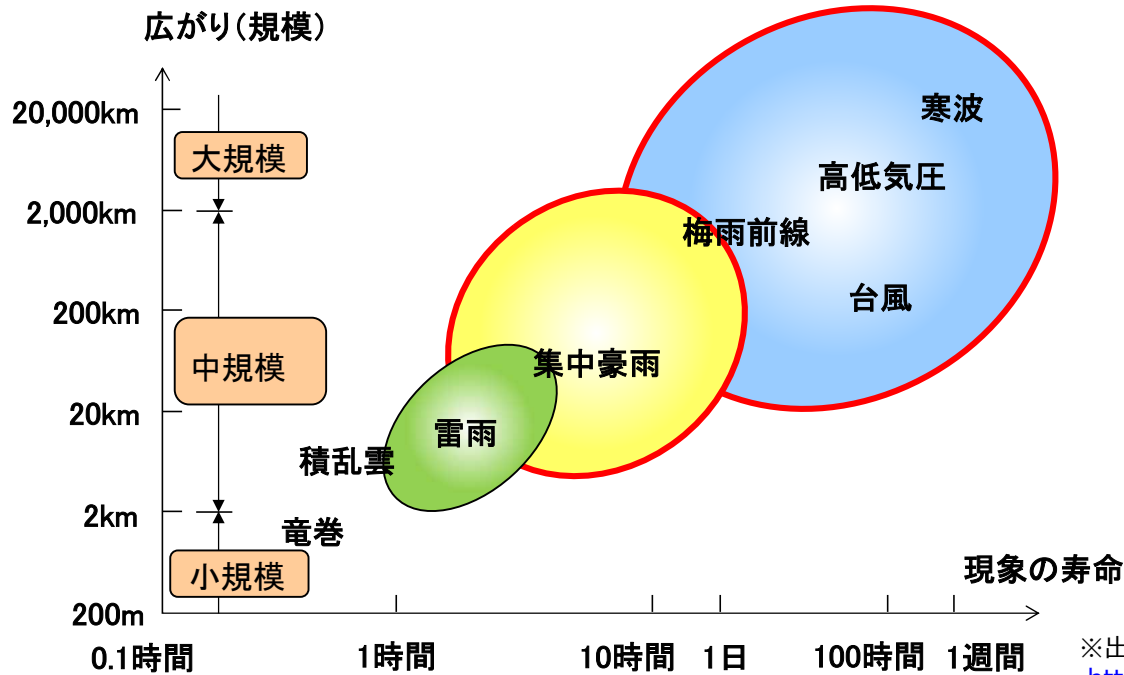 広がり(規模)
20,000km
寒波
大規模
高低気圧
2,000km
梅雨前線
台風
200km
中規模
集中豪雨
20km
雷雨
積乱雲
2km
竜巻
小規模
現象の寿命
200m
0.1時間
1時間
10時間
1日
100時間
1週間
※出